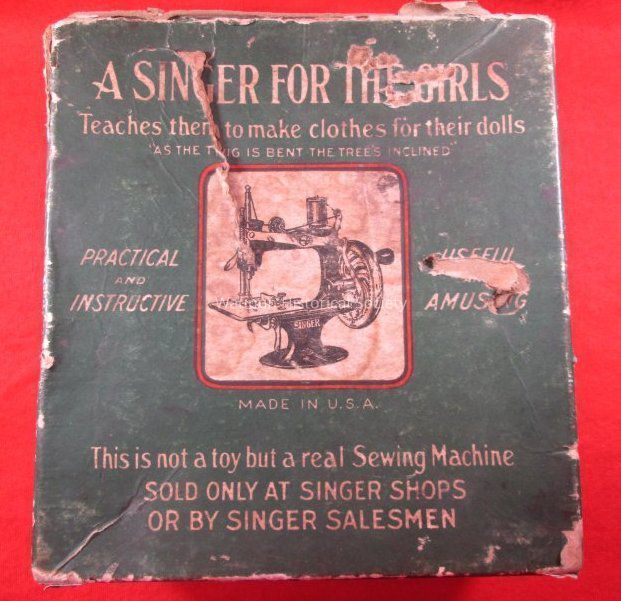 A SINGER FOR THE GIRLS
Teaches them to make clothes for their dolls
"AS THE TWIG IS BENT THE TREE'S INCLINED"
PRACTICAL
AND
INSTRUCTIVE
USEFUL
AMUSING
SINGER
Historical Society
MADE IN U.S.A.
This is not a toy but a real Sewing Machine
SOLD ONLY AT SINGER SHOPS
OR BY SINGER SALESMEN